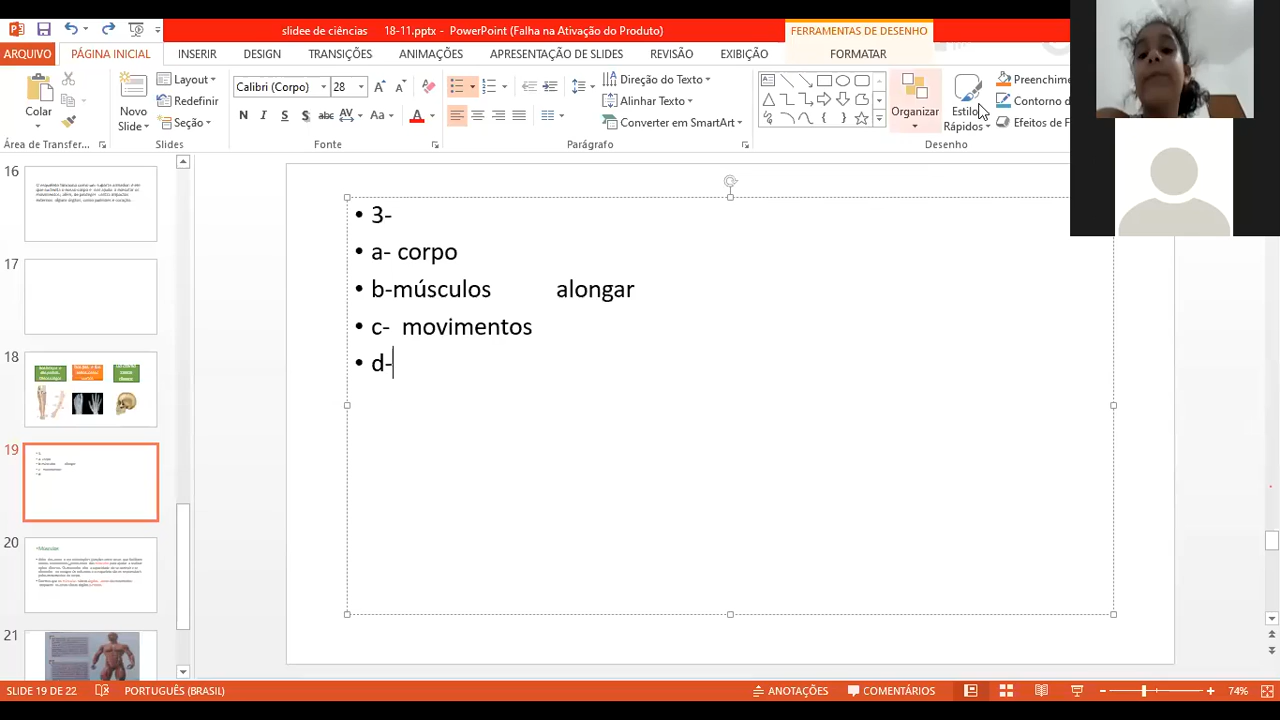 slidee de ciências 18-11.pptx - PowerPoint (Falha na Ativação do Produto)
FERRAMENTAS DE DESENHO
ARQUIVO PÁGINA INICIAL INSERIR DESIGN TRANSIÇÕES ANIMAÇÕES APRESENTAÇÃO DE SLIDES REVISÃO EXIBIÇÃO FORMATAR
Colar
Novo
Slide
Layout
Redefinir
Seção
Calibri (Corpo) 28
N I S S abc AV Aa A
Direção do Texto
Alinhar Texto
Converter em SmartArt
Organizar
Estilos
Rápidos
Preenchime
Contorno d
Efeitos de F
Área de Transfer... Slides Fonte Parágrafo Desenho
16
17
18
19
20
Músculos
21
• 3-
• a- corpo
• b-músculos alongar
• c- movimentos
• d-
SLIDE 19 DE 22 PORTUGUÊS (BRASIL) ANOTAÇÕES COMENTÁRIOS 74%